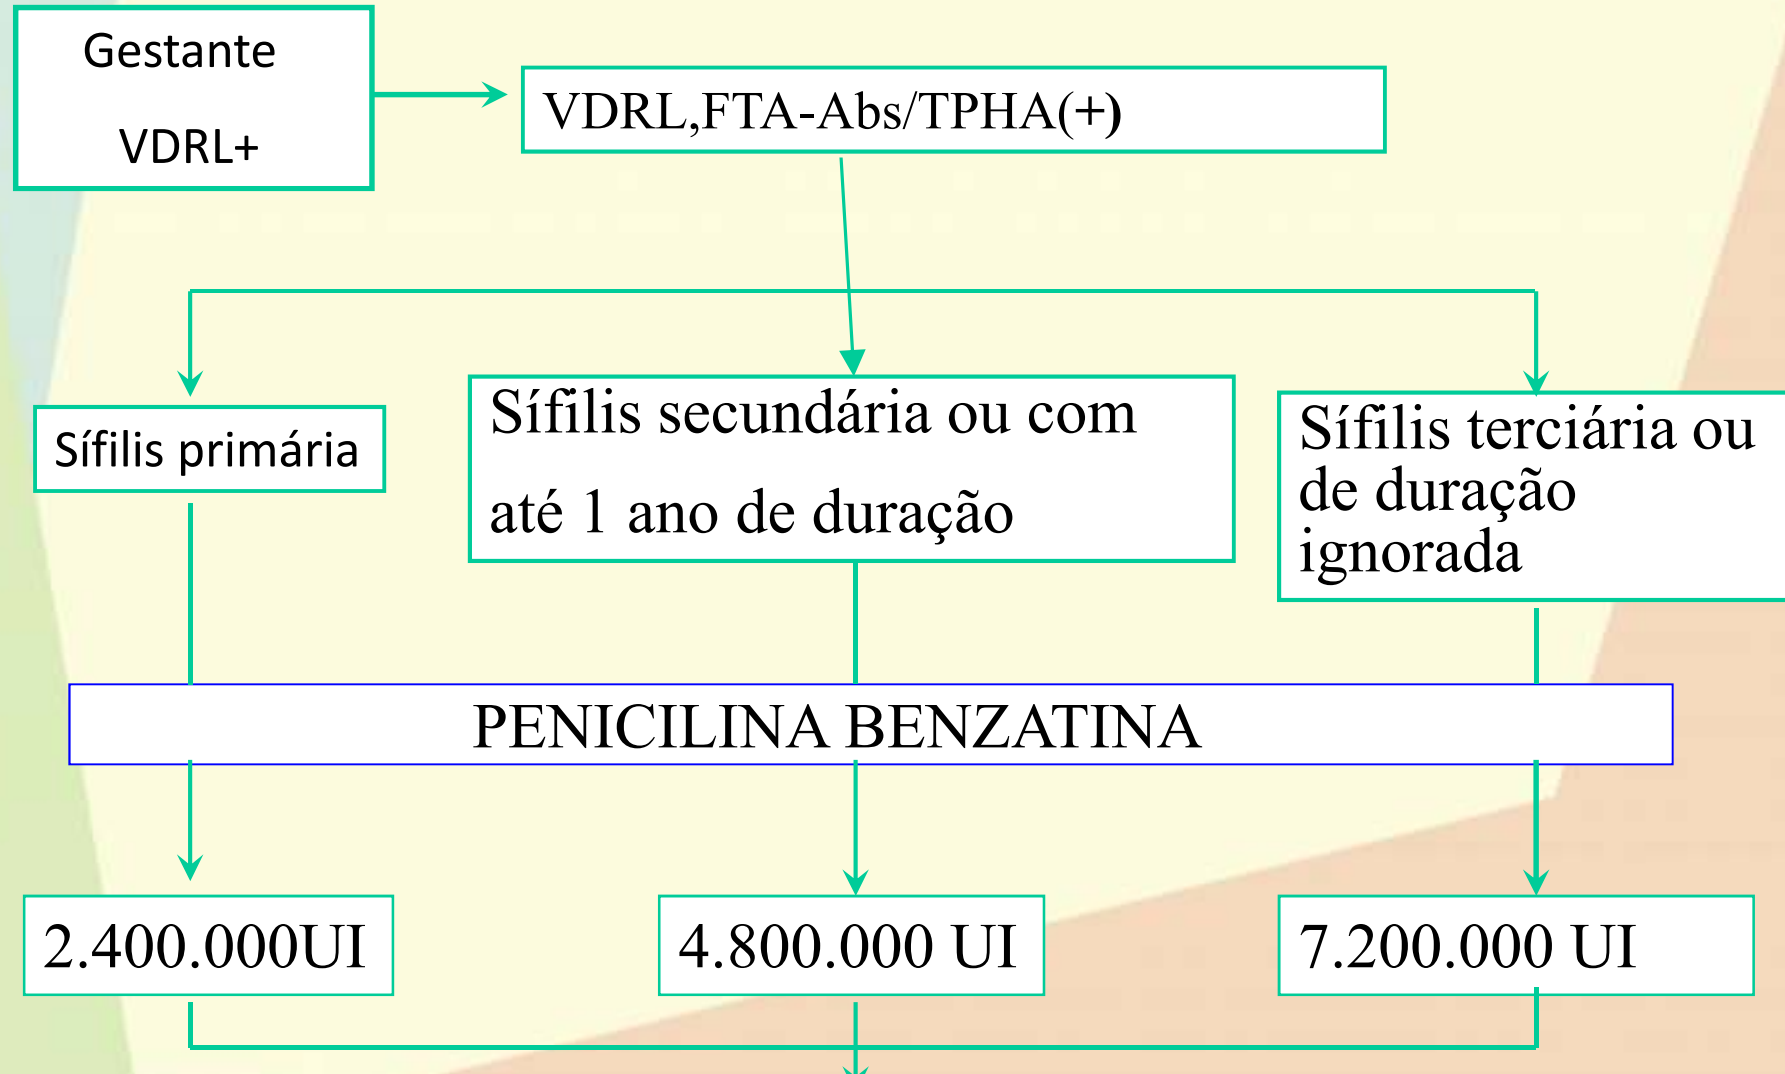 Gestante
VDRL+
VDRL,FTA-Abs/TPHA(+)
Sífilis primária
Sífilis secundária ou com
até 1 ano de duração
Sífilis terciária ou
de duração
ignorada
PENICILINA BENZATINA
2.400.000UI
4.800.000 UI
7.200.000 UI